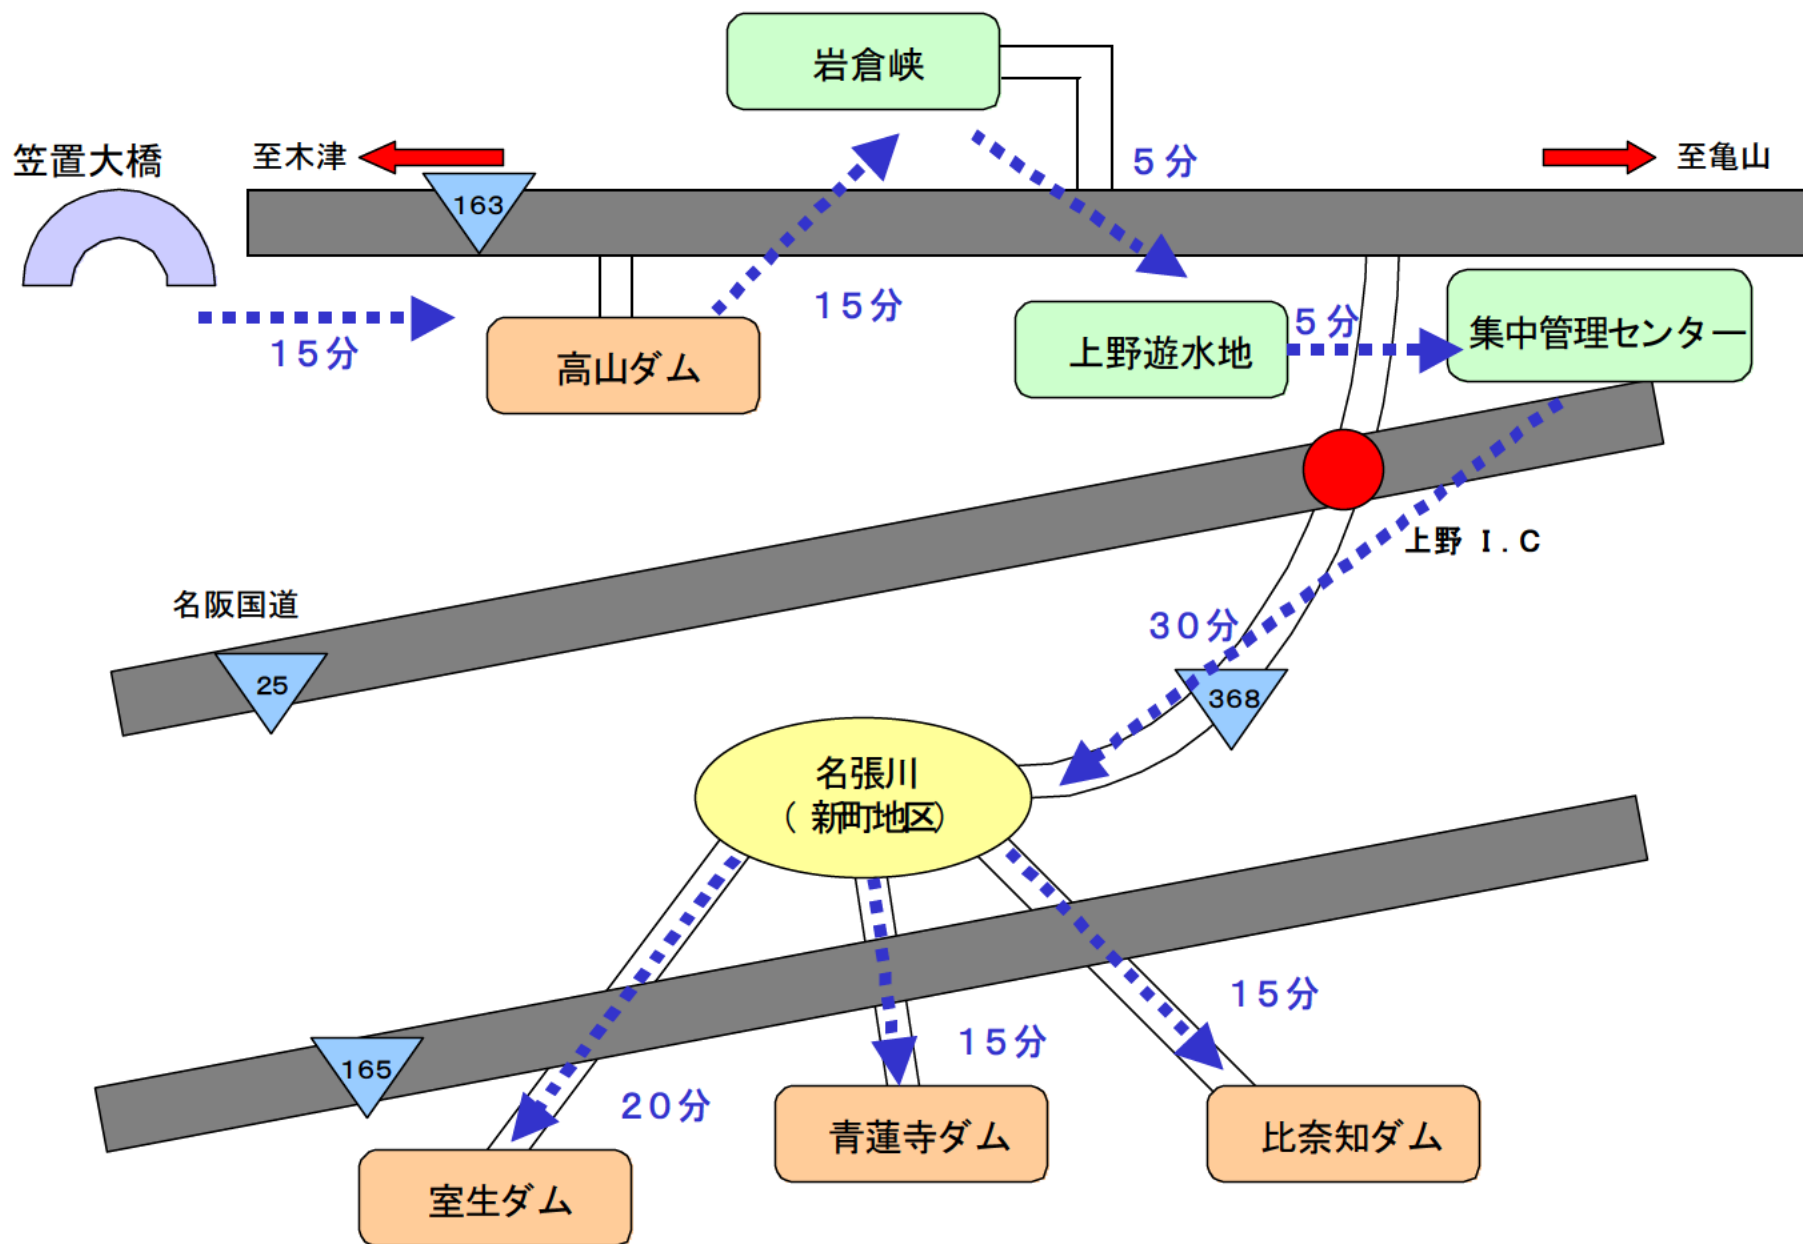 岩倉峡
笠置大橋
至木津
163
5分
至亀山
15分
高山ダム
15分
上野遊水地
5分
集中管理センター
上野 I.C
名阪国道
25
30分
368
名張川
(新町地区)
165
20分
15分
15分
室生ダム
青蓮寺ダム
比奈知ダム